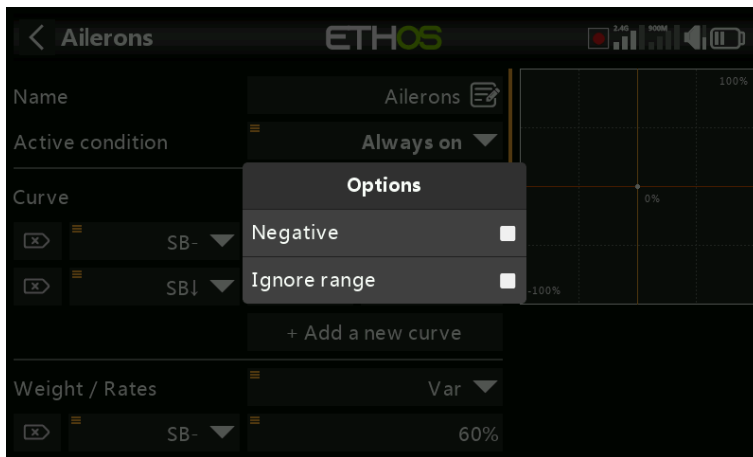 Ailerons
ETHOS
2.4G 900M
Name Ailerons
100%
Active condition Always on
Options
Curve
0%
Negative
SB-
Ignore range
SB↓
-100%
+ Add a new curve
Weight / Rates Var
SB- 60%